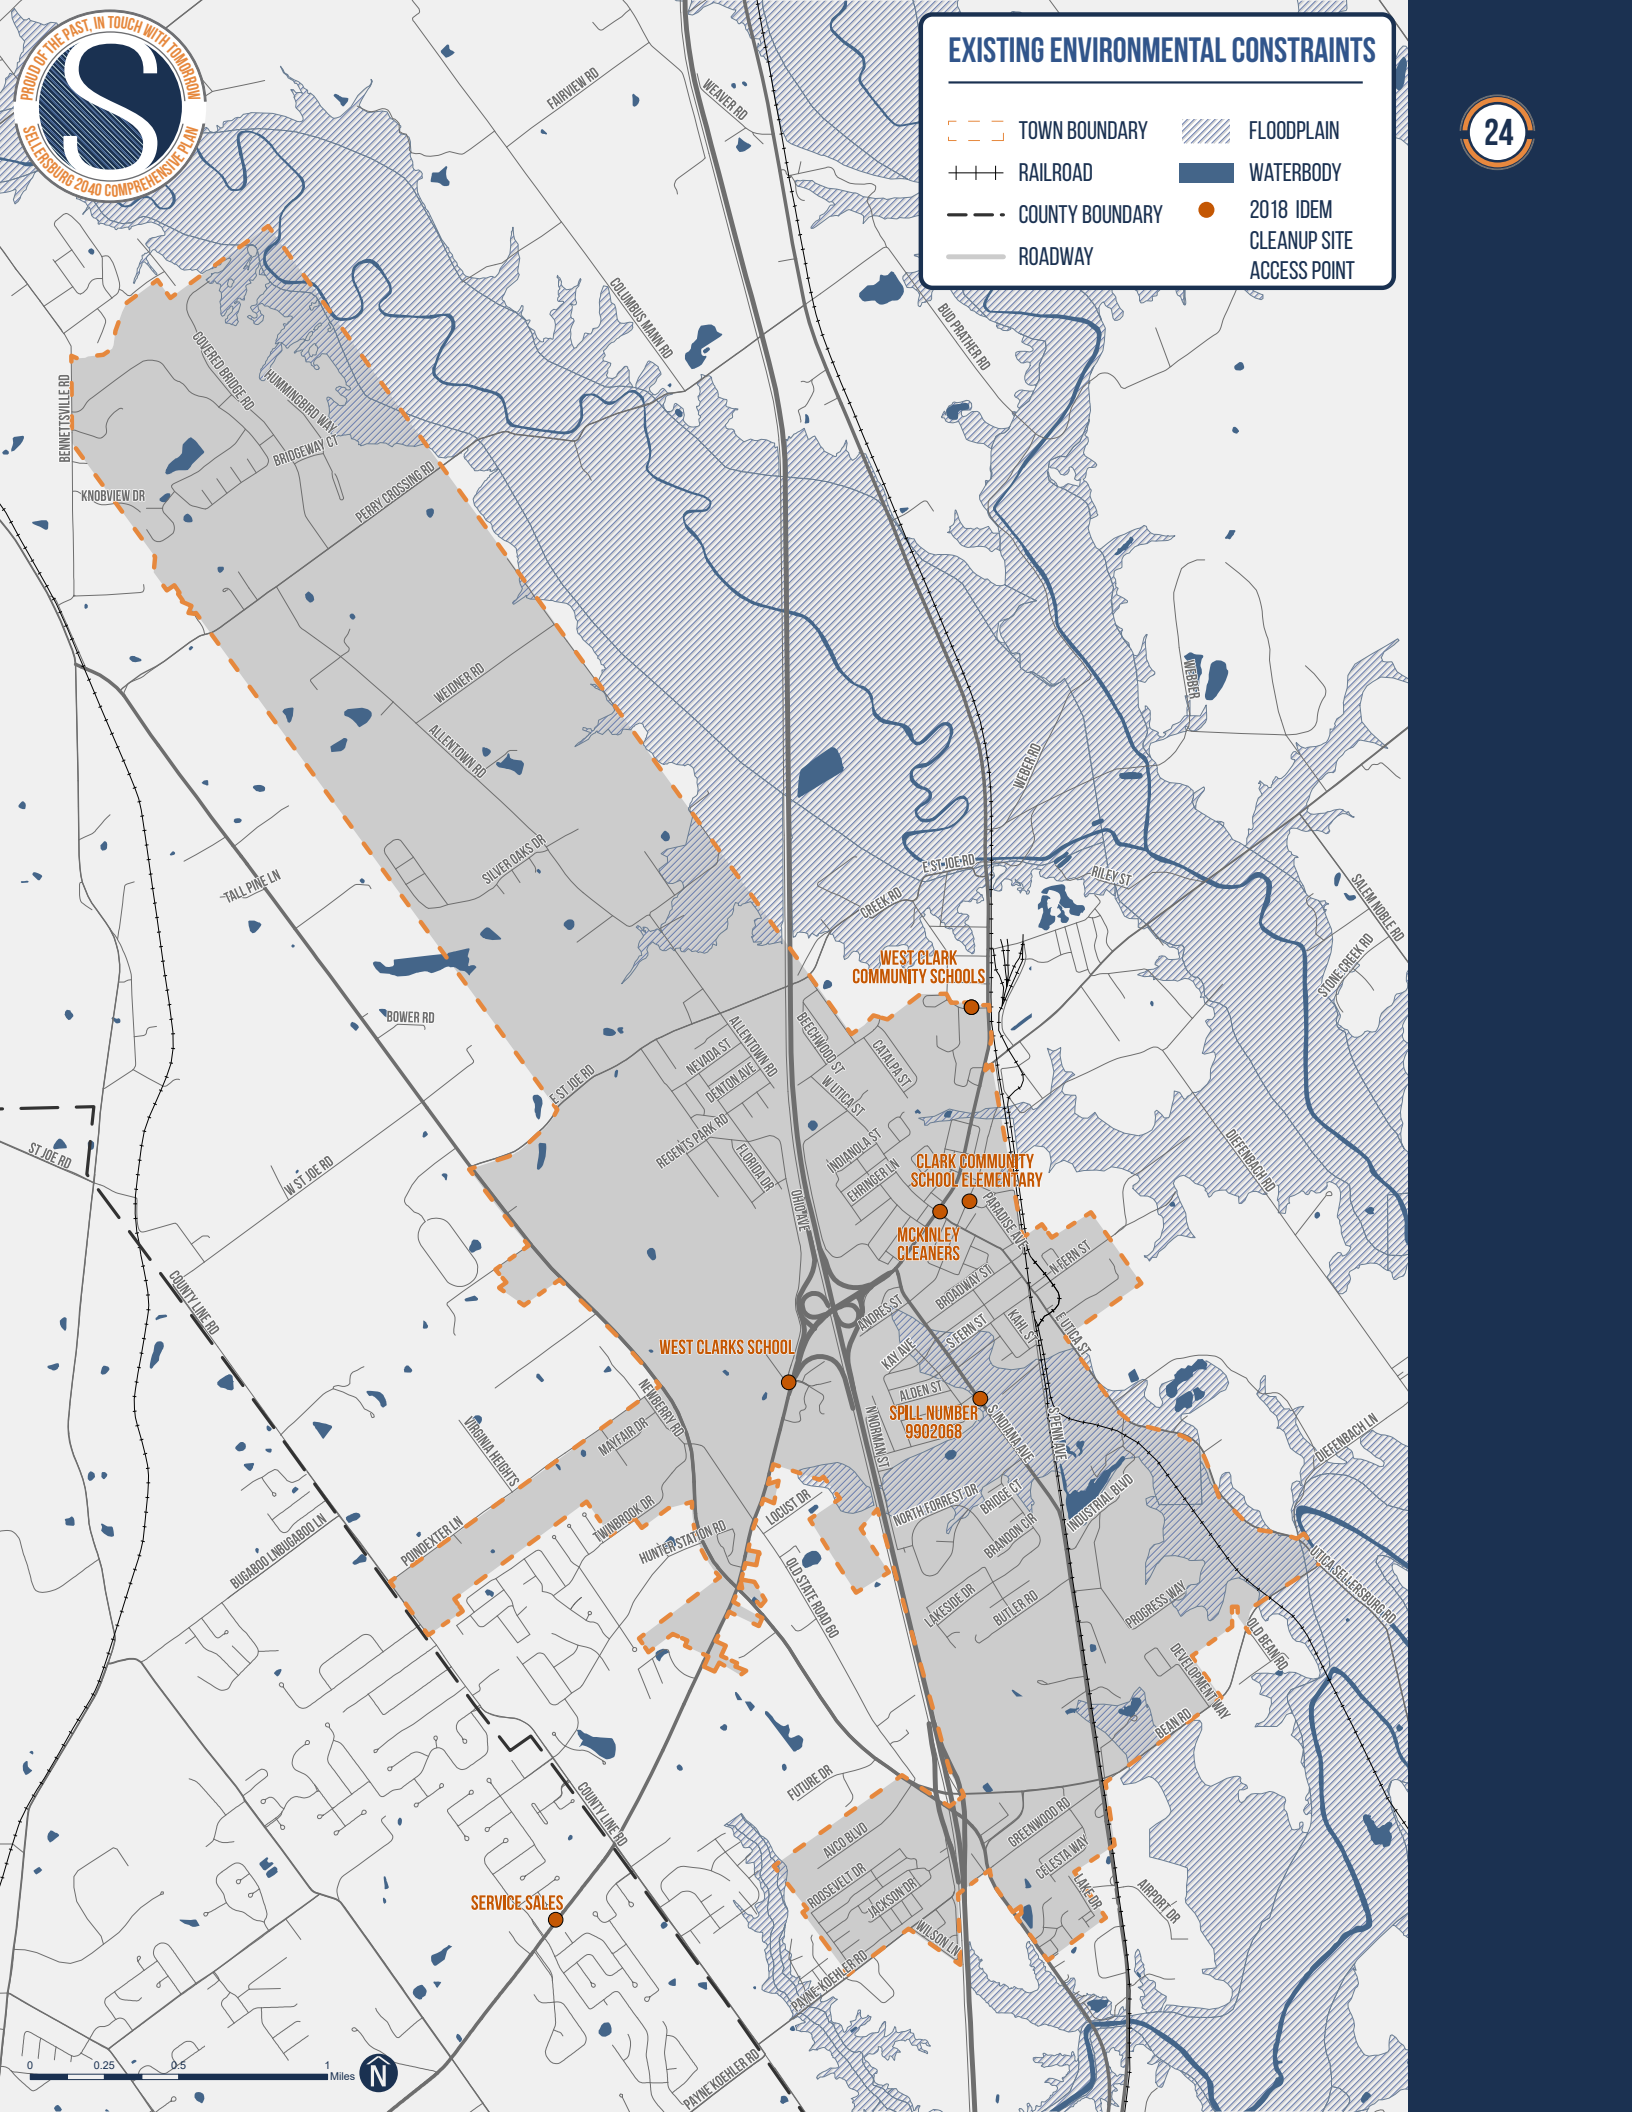 PROUD OF THE PAST, IN TOUCH WITH TOMORROW
S
SELLERSBURG 2040 COMPREHENSIVE PLAN
EXISTING ENVIRONMENTAL CONSTRAINTS
TOWN BOUNDARY
RAILROAD
COUNTY BOUNDARY
ROADWAY
FLOODPLAIN
WATERBODY
2018 IDEM
CLEANUP SITE
ACCESS POINT
24
FAIRVIEW RD
WEAVER RD
COLUMBUS MANN RD
BUD PRATHER RD
BENNETTSVILLE RD
COVERED BRIDGE RD
HUMMINGBIRD WAY
BRIDGEWAY CT
KNOBVIEW DR
PERRY CROSSING RD
WEIDNER RD
ALLENTOWN RD
WEBBER
WEBER RD
SILVER OAKS DR
TALL PINE LN
E ST JOE RD
RILEY ST
CREEK RD
SALEM NOBLE RD
STONE CREEK RD
WEST CLARK
COMMUNITY SCHOOLS
BOWER RD
ALLENTOWN RD
NEVADA ST
DENTON AVE
BEECHWOOD ST
CATALPA ST
W UTICA ST
E ST JOE RD
REGENTS PARK RD
FLORIDA DR
INDIANOLA ST
EHRINGER LN
CLARK COMMUNITY
SCHOOL ELEMENTARY
PARADISE AVE
DIEFENBACH RD
ST JOE RD
W ST JOE RD
OHIO AVE
MCKINLEY
CLEANERS
N FERN ST
BROADWAY ST
COUNTY LINE RD
ANDRES ST
S FERN ST
KAHL ST
E UTICA ST
KAY AVE
WEST CLARKS SCHOOL
ALDEN ST
SPILL NUMBER
9902068
NEWBERRY RD
N NORMAN ST
S INDIANA AVE
S PENN AVE
MAYFAIR DR
VIRGINIA HEIGHTS
DIEFENBACH LN
NORTH FORREST DR
BRIDGE CT
INDUSTRIAL BLVD
LOCUST DR
TWINBROOK DR
HUNTER STATION RD
BRANDON CIR
POINDEXTER LN
BUGABOO LNBUGABOO LN
OLD STATE ROAD 60
LAKESIDE DR
BUTLER RD
PROGRESS WAY
UTICA SELLERSBURG RD
OLD BEAN RD
DEVELOPMENT WAY
BEAN RD
FUTURE DR
COUNTY LINE RD
AVCO BLVD
GREENWOOD RD
CELESTA WAY
ROOSEVELT DR
JACKSON DR
LAKE DR
AIRPORT DR
SERVICE SALES
WILSON LN
PAYNE-KOEHLER RD
PAYNE KOEHLER RD
0 0.25 0.5 1
Miles
N